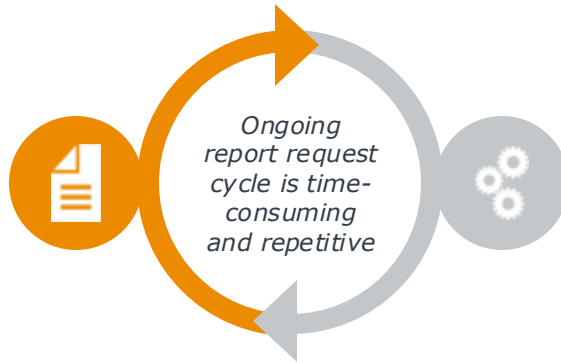 Ongoing
report request
cycle is time-
consuming
and repetitive